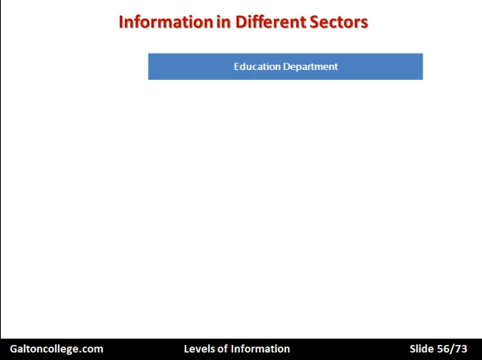 Information in Different Sectors
Education Department
Galtoncollege.com Levels of Information Slide 56/73